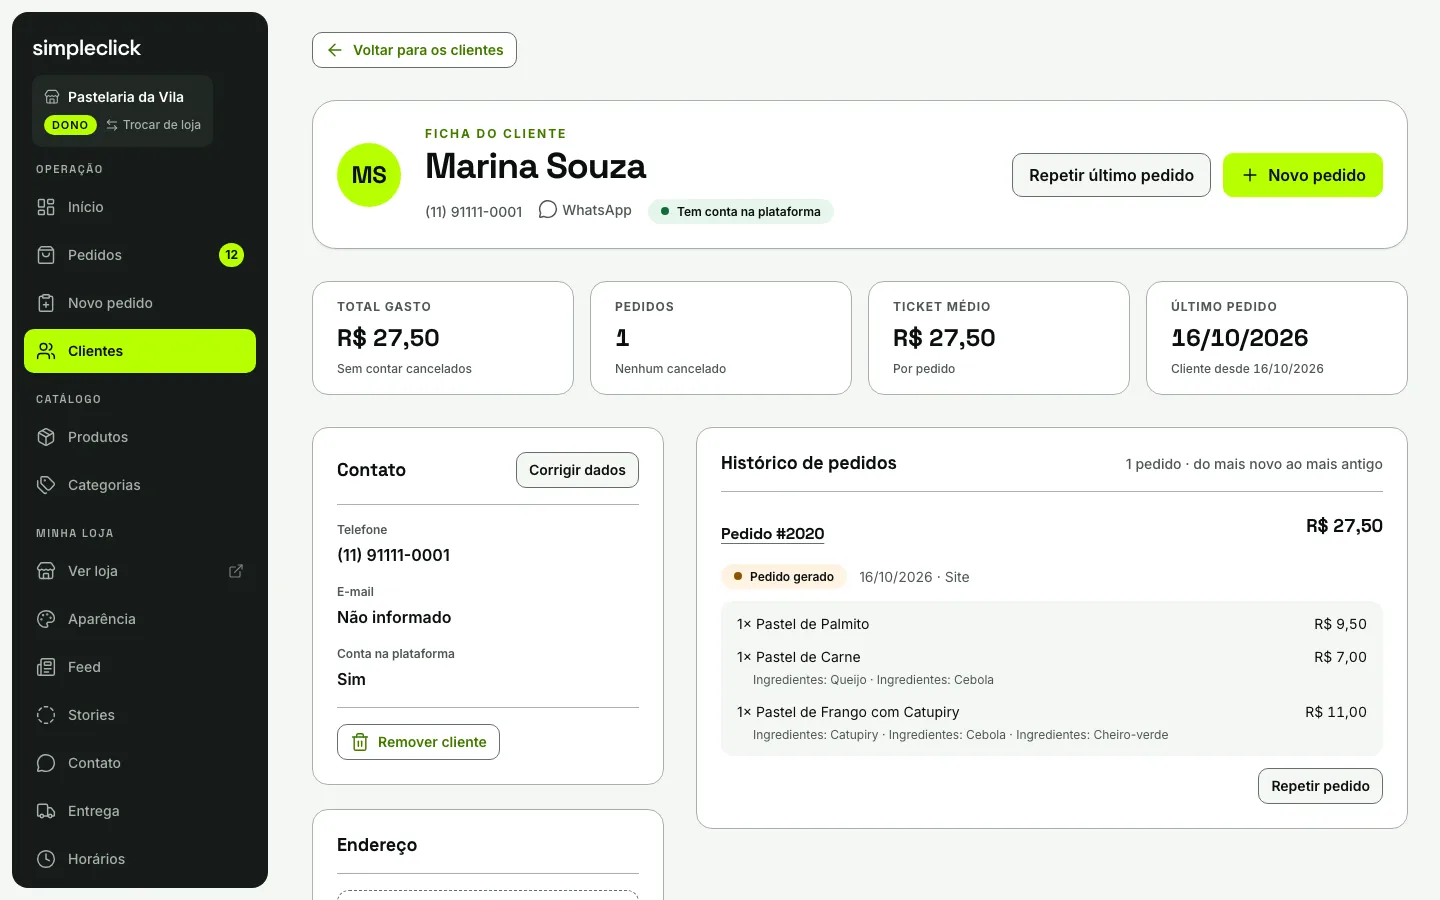 simpleclick
Pastelaria da Vila
DONO
Trocar de loja
OPERAÇÃO
Início
Pedidos
12
Novo pedido
Clientes
CATÁLOGO
Produtos
Categorias
MINHA LOJA
Ver loja
Aparência
Feed
Stories
Contato
Entrega
Horários
Voltar para os clientes
MS
FICHA DO CLIENTE
Marina Souza
(11) 91111-0001
WhatsApp
Tem conta na plataforma
Repetir último pedido
Novo pedido
TOTAL GASTO
R$ 27,50
Sem contar cancelados
PEDIDOS
1
Nenhum cancelado
TICKET MÉDIO
R$ 27,50
Por pedido
ÚLTIMO PEDIDO
16/10/2026
Cliente desde 16/10/2026
Contato
Corrigir dados
Telefone
(11) 91111-0001
E-mail
Não informado
Conta na plataforma
Sim
Remover cliente
Endereço
Histórico de pedidos
1 pedido · do mais novo ao mais antigo
Pedido #2020
R$ 27,50
Pedido gerado
16/10/2026 · Site
1× Pastel de Palmito
R$ 9,50
1× Pastel de Carne
R$ 7,00
Ingredientes: Queijo · Ingredientes: Cebola
1× Pastel de Frango com Catupiry
R$ 11,00
Ingredientes: Catupiry · Ingredientes: Cebola · Ingredientes: Cheiro-verde
Repetir pedido